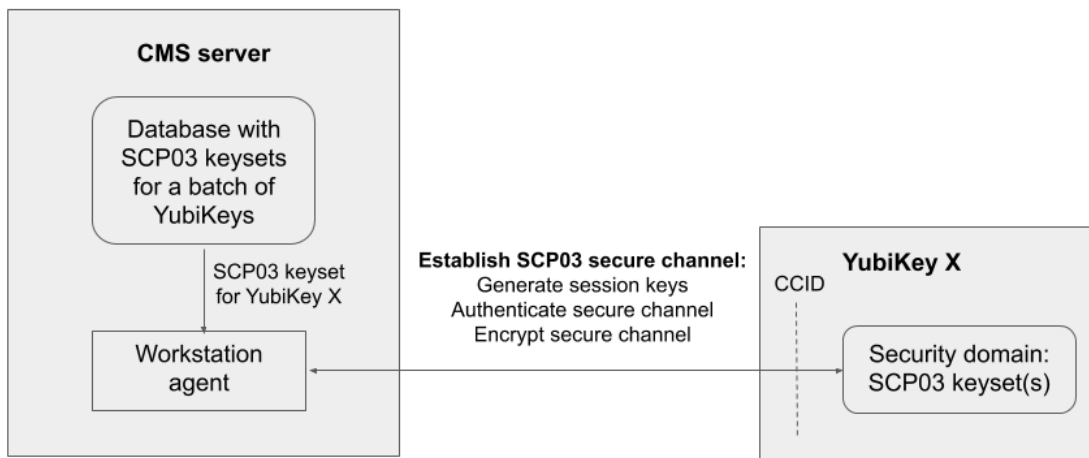 CMS server
Database with
SCP03 keysets
for a batch of
YubiKeys
SCP03 keyset
for YubiKey X
Workstation
agent
Establish SCP03 secure channel:
Generate session keys
Authenticate secure channel
Encrypt secure channel
YubiKey X
CCID
Security domain:
SCP03 keyset(s)